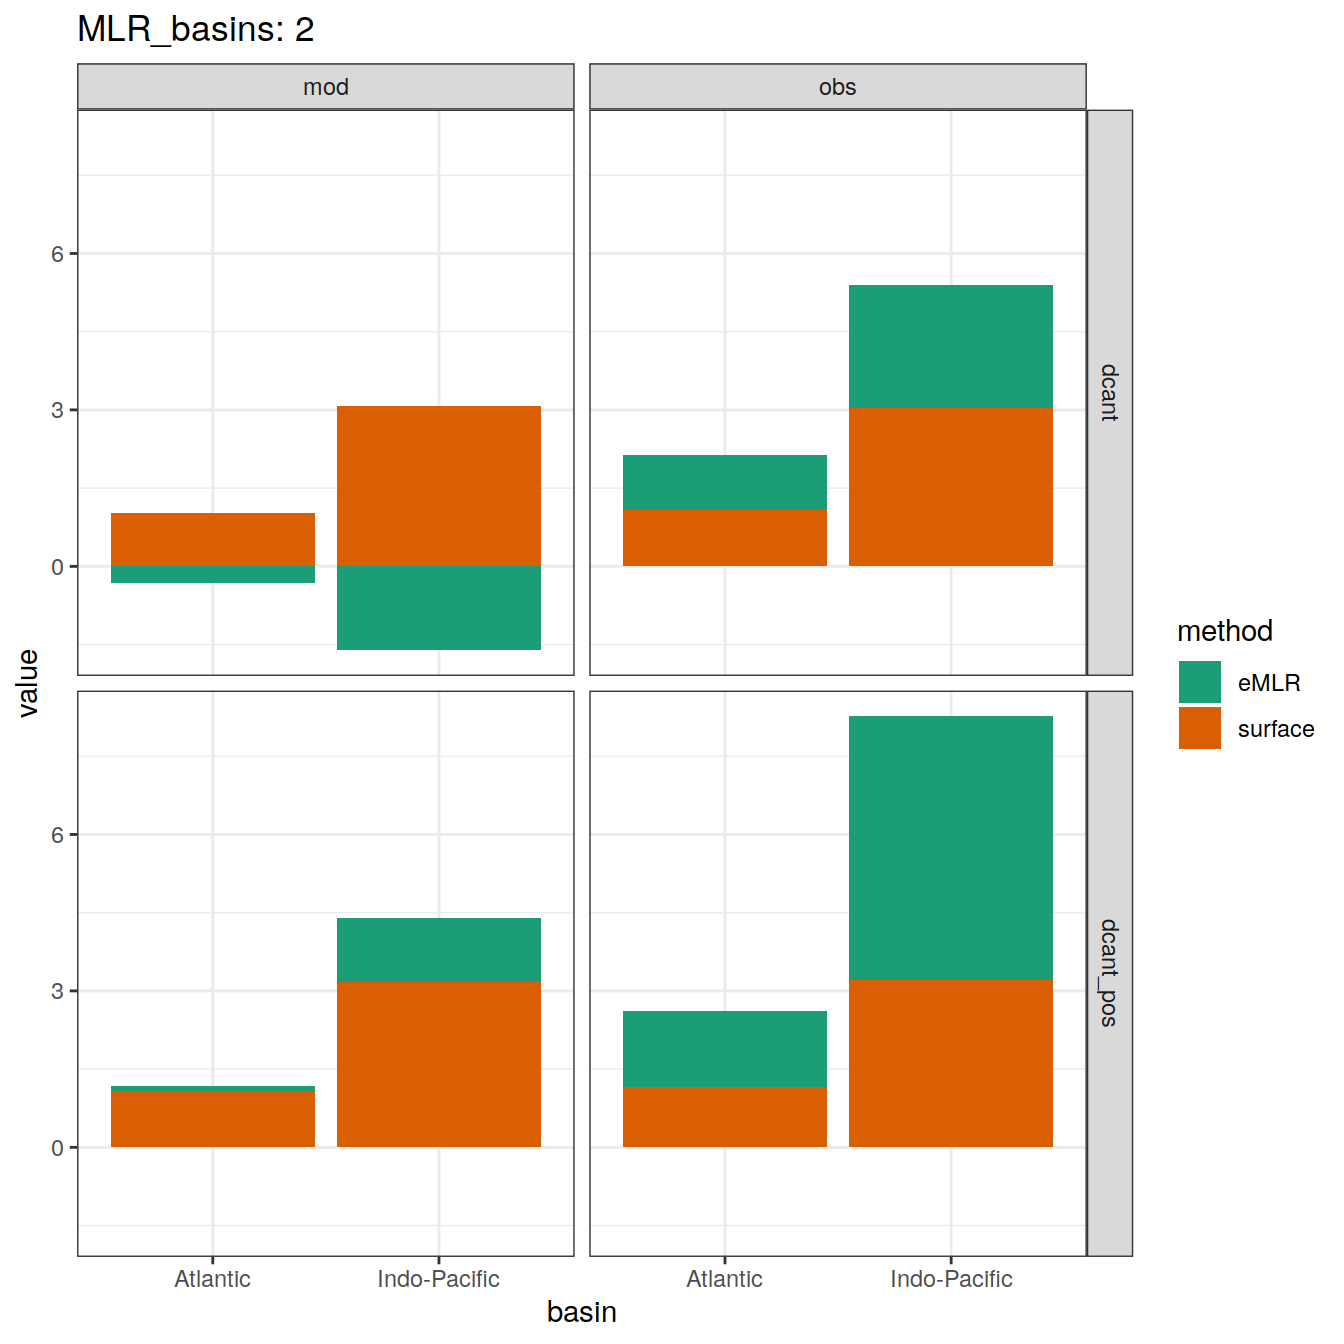 MLR_basins: 2
mod
obs
6
3
0
dcant
6
3
0
dcant_pos
value
Atlantic
Indo-Pacific
Atlantic
Indo-Pacific
basin
method
eMLR
surface